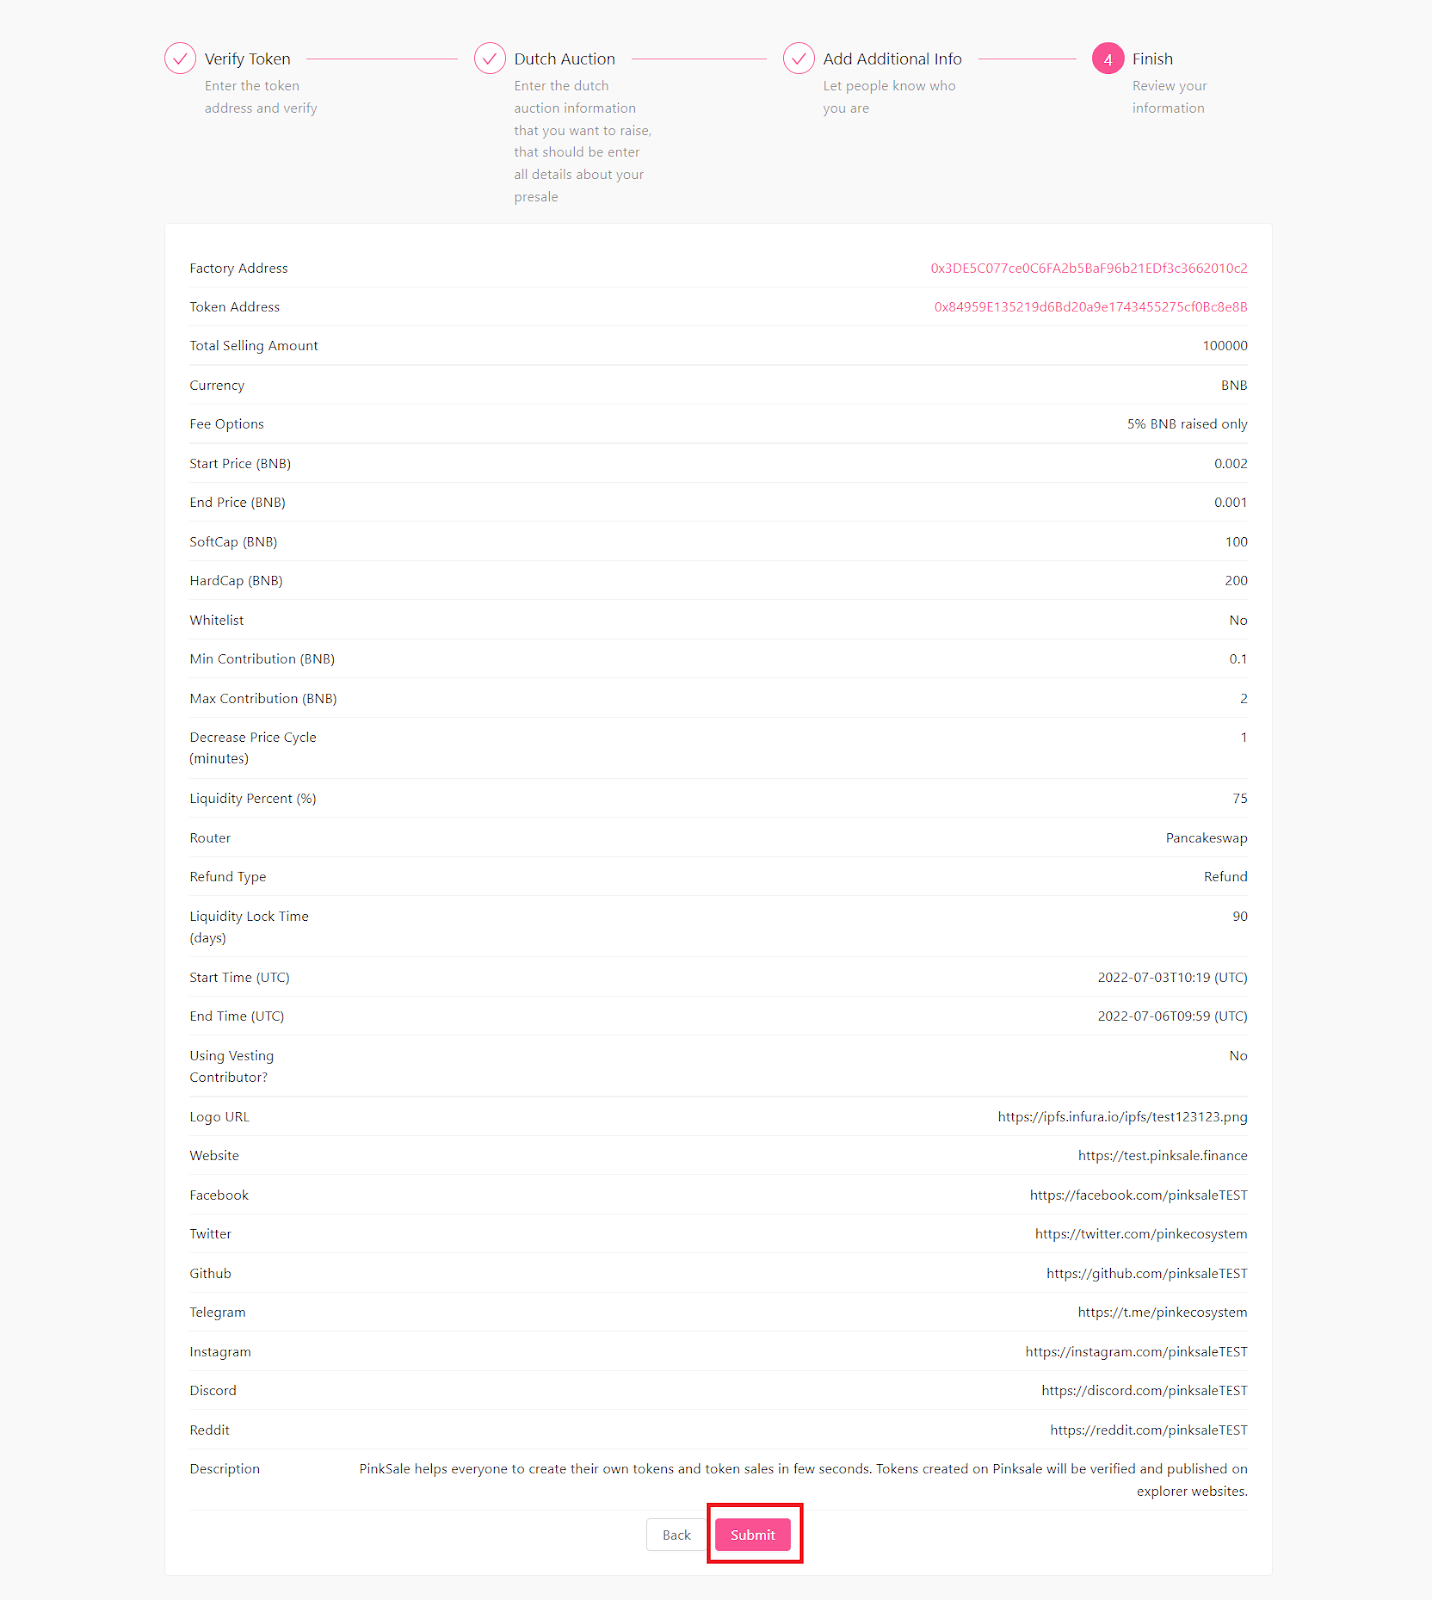 Verify Token
Enter the token
address and verify
Dutch Auction
Enter the dutch
auction information
that you want to raise,
that should be enter
all details about your
presale
Add Additional Info
Let people know who
you are
4 Finish
Review your
information
Factory Address 0x3DE5C077ce0C6FA2b5BaF96b21EDf3c3662010c2
Token Address 0x84959E135219d6Bd20a9e1743455275cf0Bc8e8B
Total Selling Amount 100000
Currency BNB
Fee Options 5% BNB raised only
Start Price (BNB) 0.002
End Price (BNB) 0.001
SoftCap (BNB) 100
HardCap (BNB) 200
Whitelist No
Min Contribution (BNB) 0.1
Max Contribution (BNB) 2
Decrease Price Cycle 1
(minutes)
Liquidity Percent (%) 75
Router Pancakeswap
Refund Type Refund
Liquidity Lock Time 90
(days)
Start Time (UTC) 2022-07-03T10:19 (UTC)
End Time (UTC) 2022-07-06T09:59 (UTC)
Using Vesting No
Contributor?
Logo URL https://ipfs.infura.io/ipfs/test123123.png
Website https://test.pinksale.finance
Facebook https://facebook.com/pinksaleTEST
Twitter https://twitter.com/pinkecosystem
Github https://github.com/pinksaleTEST
Telegram https://t.me/pinkecosystem
Instagram https://instagram.com/pinksaleTEST
Discord https://discord.com/pinksaleTEST
Reddit https://reddit.com/pinksaleTEST
Description PinkSale helps everyone to create their own tokens and token sales in few seconds. Tokens created on Pinksale will be verified and published on
explorer websites.
Back Submit